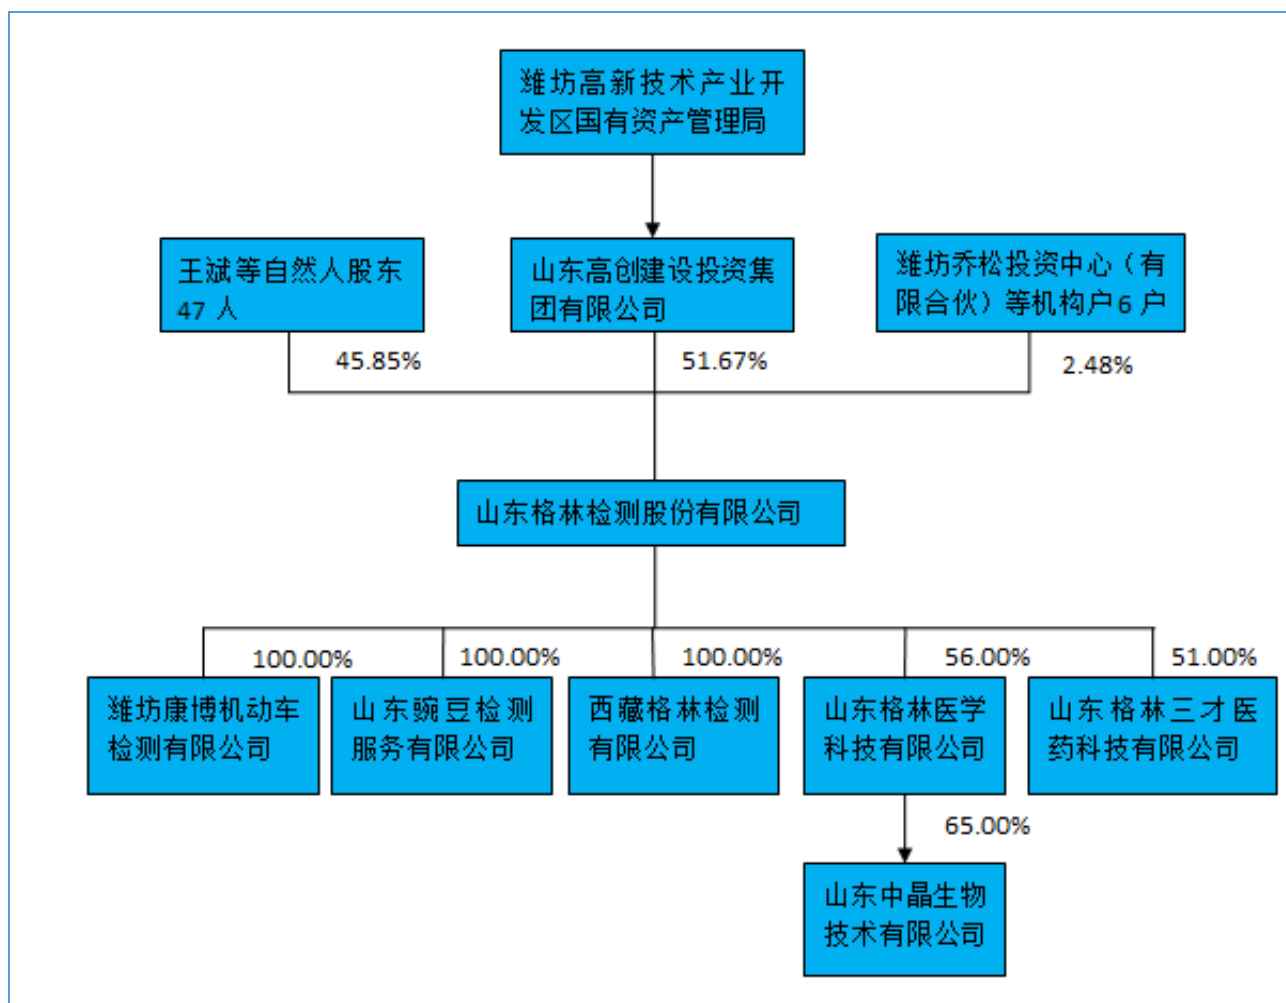 潍坊高新技术产业开
发区国有资产管理局
王斌等自然人股东
47 人
山东高创建设投资集
团有限公司
潍坊乔松投资中心（有
限合伙）等机构户 6 户
45.85%
51.67%
2.48%
山东格林检测股份有限公司
100.00%
100.00%
100.00%
56.00%
51.00%
潍坊康博机动车
检测有限公司
山东豌豆检测
服务有限公司
西藏格林检测
有限公司
山东格林医学
科技有限公司
山东格林三才医
药科技有限公司
65.00%
山东中晶生物
技术有限公司